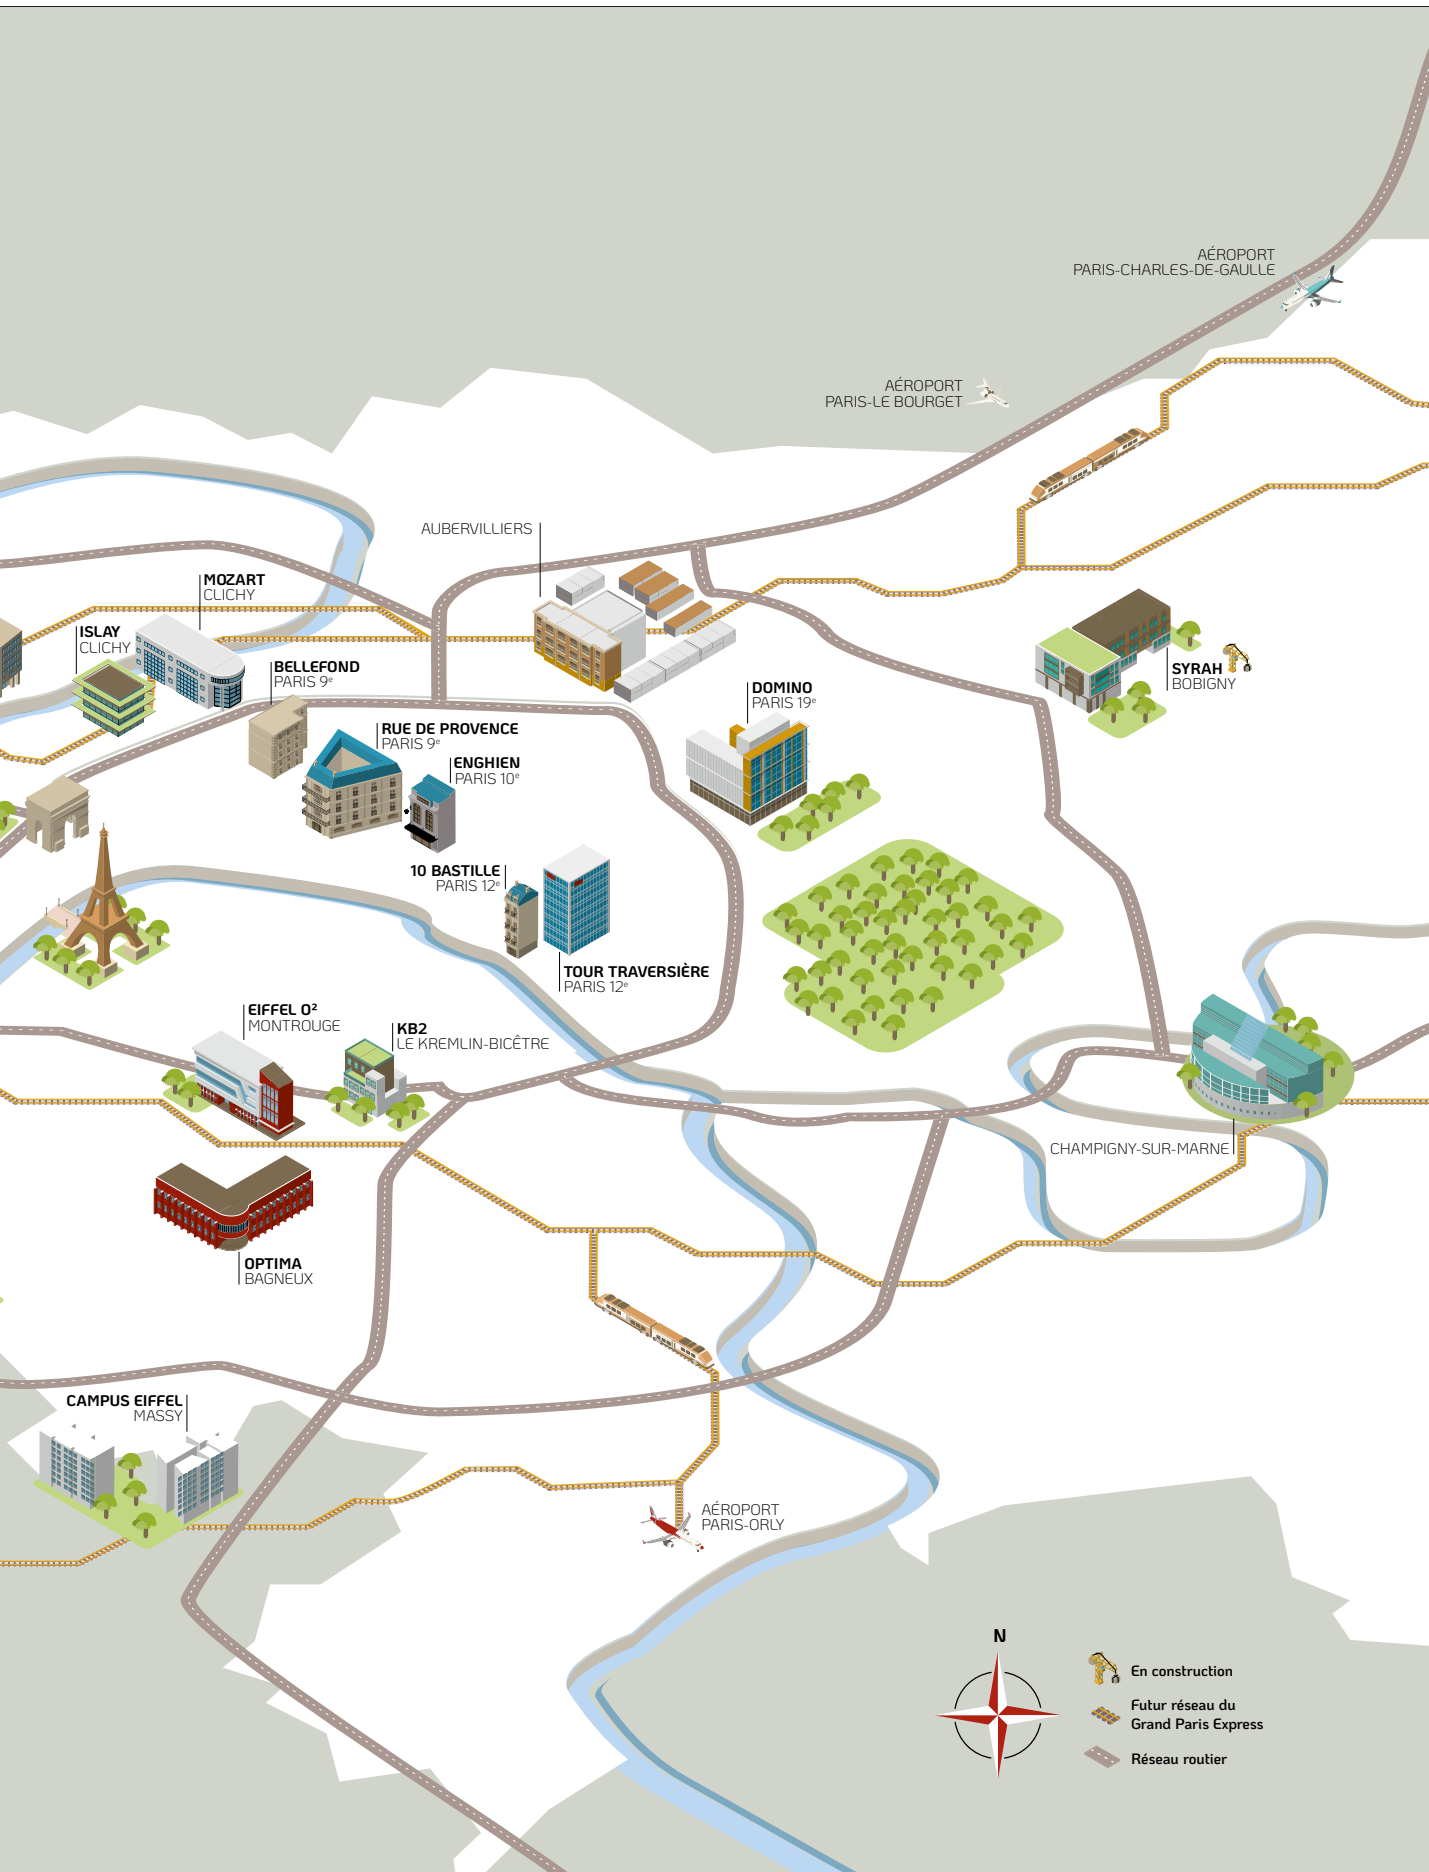 AÉROPORT
PARIS-CHARLES-DE-GAULLE
AÉROPORT
PARIS-LE BOURGET
AUBERVILLIERS
MOZART
CLICHY
ISLAY
CLICHY
BELLEFOND
PARIS 9e
SYRAH
BOBIGNY
DOMINO
PARIS 19e
RUE DE PROVENCE
PARIS 9e
ENGHIEN
PARIS 10e
10 BASTILLE
PARIS 12e
TOUR TRAVERSIÈRE
PARIS 12e
EIFFEL O²
MONTROUGE
KB2
LE KREMLIN-BICÊTRE
CHAMPIGNY-SUR-MARNE
OPTIMA
BAGNEUX
CAMPUS EIFFEL
MASSY
AÉROPORT
PARIS-ORLY
N
En construction
Futur réseau du
Grand Paris Express
Réseau routier